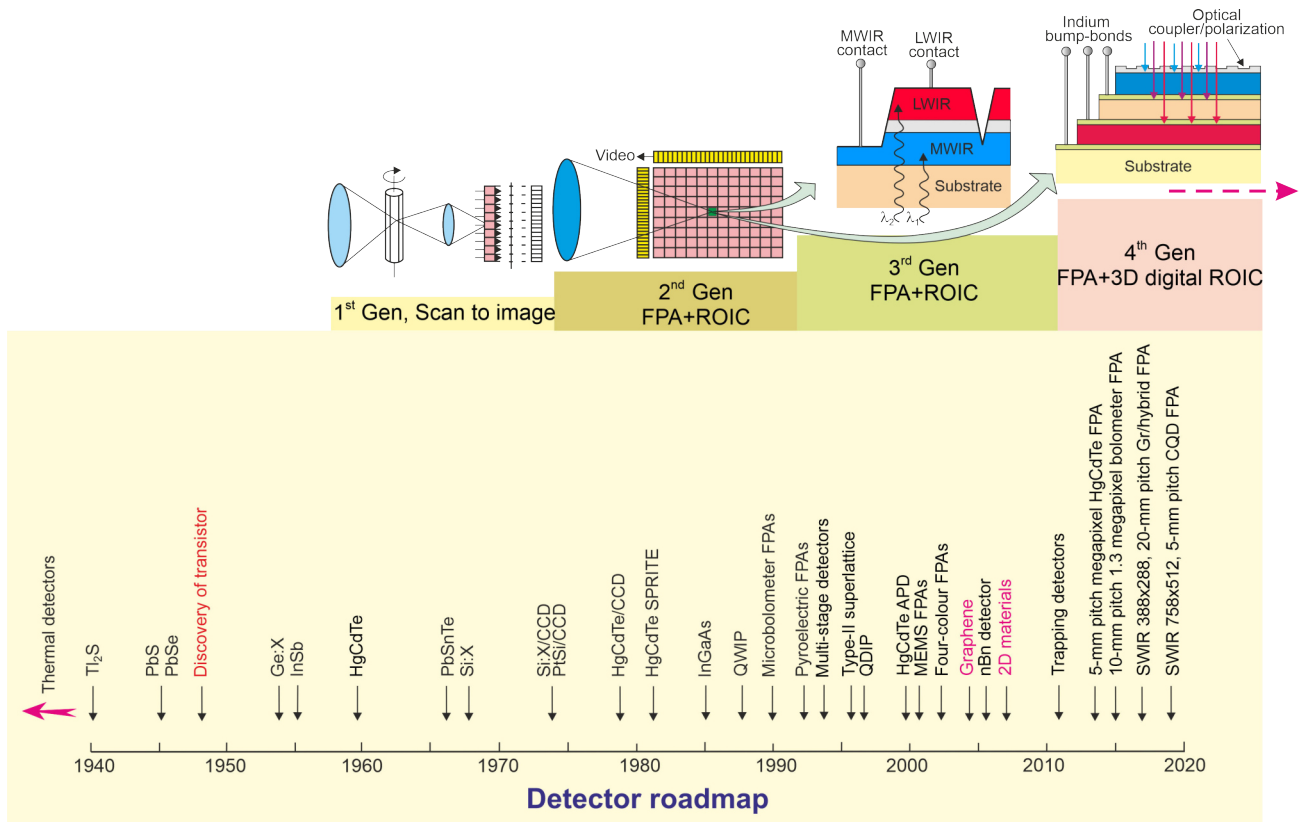 MWIR
contact
LWIR
contact
Indium
bump-bonds
Optical
coupler/polarization
LWIR
MWIR
Substrate
λ2 λ1
Video
Substrate
1st Gen, Scan to image
2nd Gen
FPA+ROIC
3rd Gen
FPA+ROIC
4th Gen
FPA+3D digital ROIC
Thermal detectors
Tl2S
PbS
PbSe
Discovery of transistor
Ge:X
InSb
HgCdTe
PbSnTe
Si:X
Si:X/CCD
PtSi/CCD
HgCdTe/CCD
HgCdTe SPRITE
InGaAs
QWIP
Microbolometer FPAs
Pyroelectric FPAs
Multi-stage detectors
Type-II superlattice
QDIP
HgCdTe APD
MEMS FPAs
Four-colour FPAs
Graphene
nBn detector
2D materials
Trapping detectors
5-mm pitch megapixel HgCdTe FPA
10-mm pitch 1.3 megapixel bolometer FPA
SWIR 388x288, 20-mm pitch Gr/hybrid FPA
SWIR 758x512, 5-mm pitch CQD FPA
1940 1950 1960 1970 1980 1990 2000 2010 2020
Detector roadmap